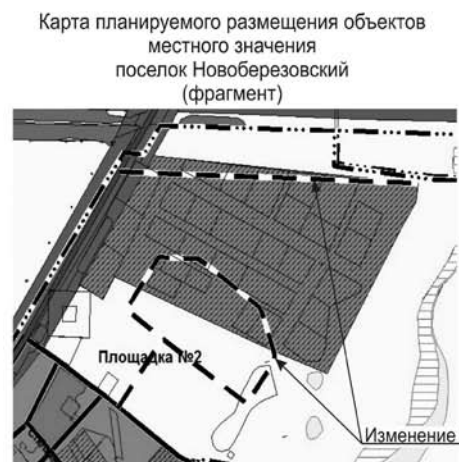 Карта планируемого размещения объектов
местного значения
поселок Новоберезовский
(фрагмент)
Площадка №2
Изменение